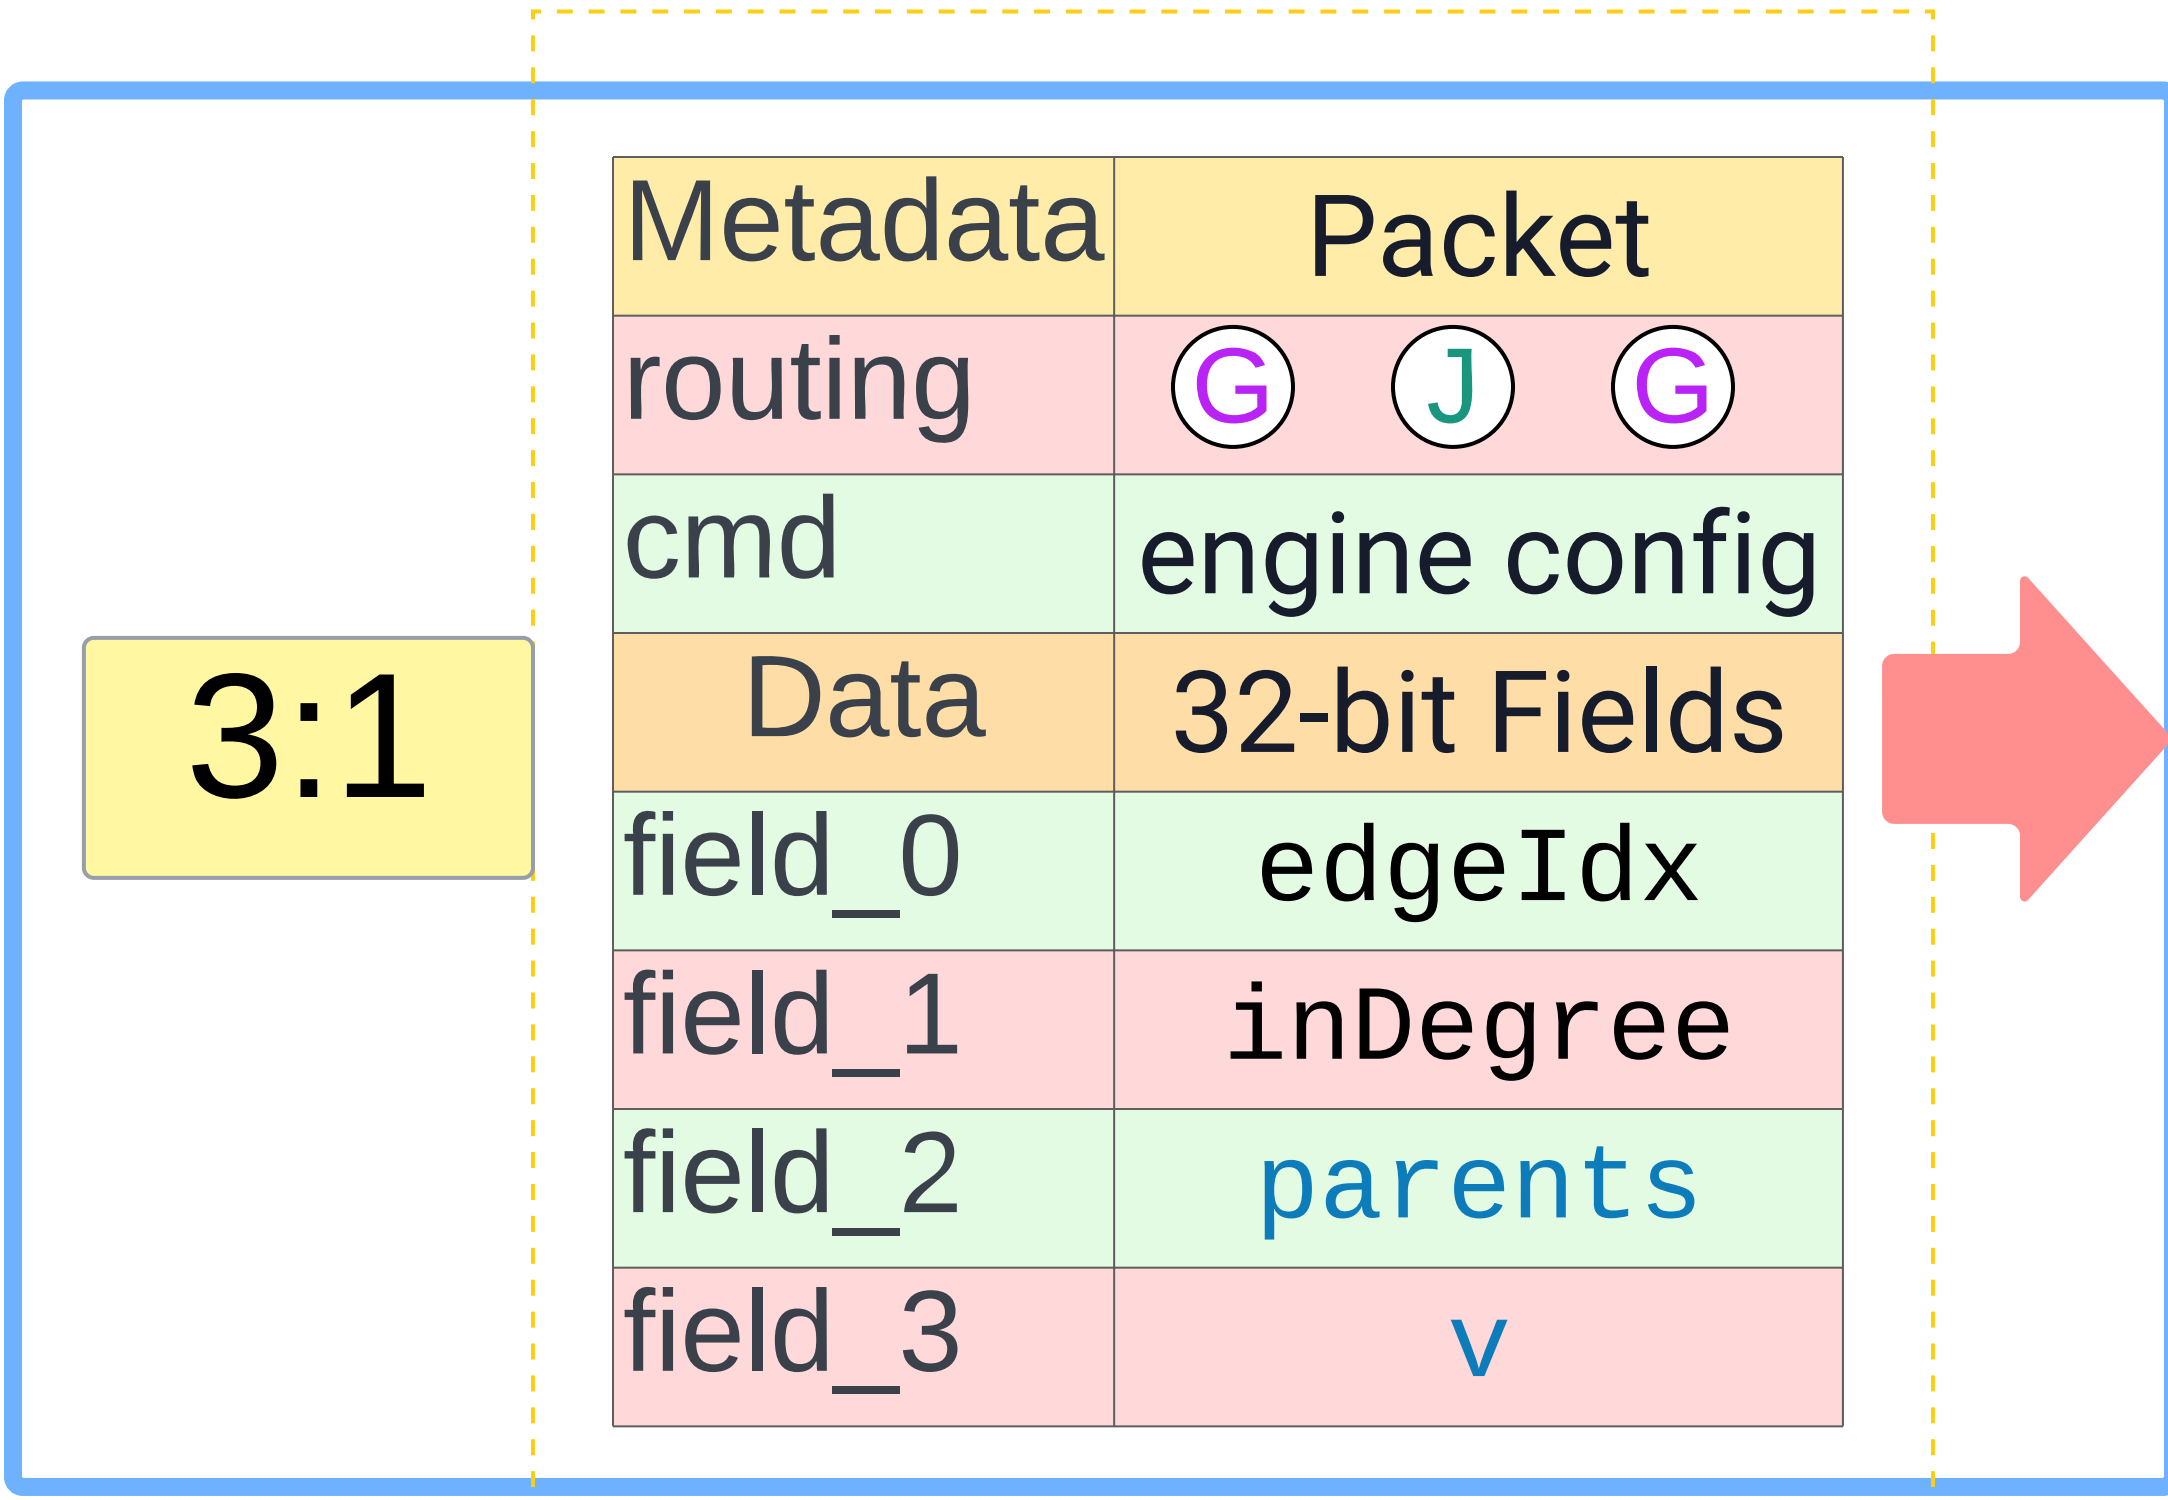 Metadata Packet
routing G J G
cmd engine config
3:1
Data 32-bit Fields
field_0 edgeIdx
field_1 inDegree
field_2 parents
field_3 v